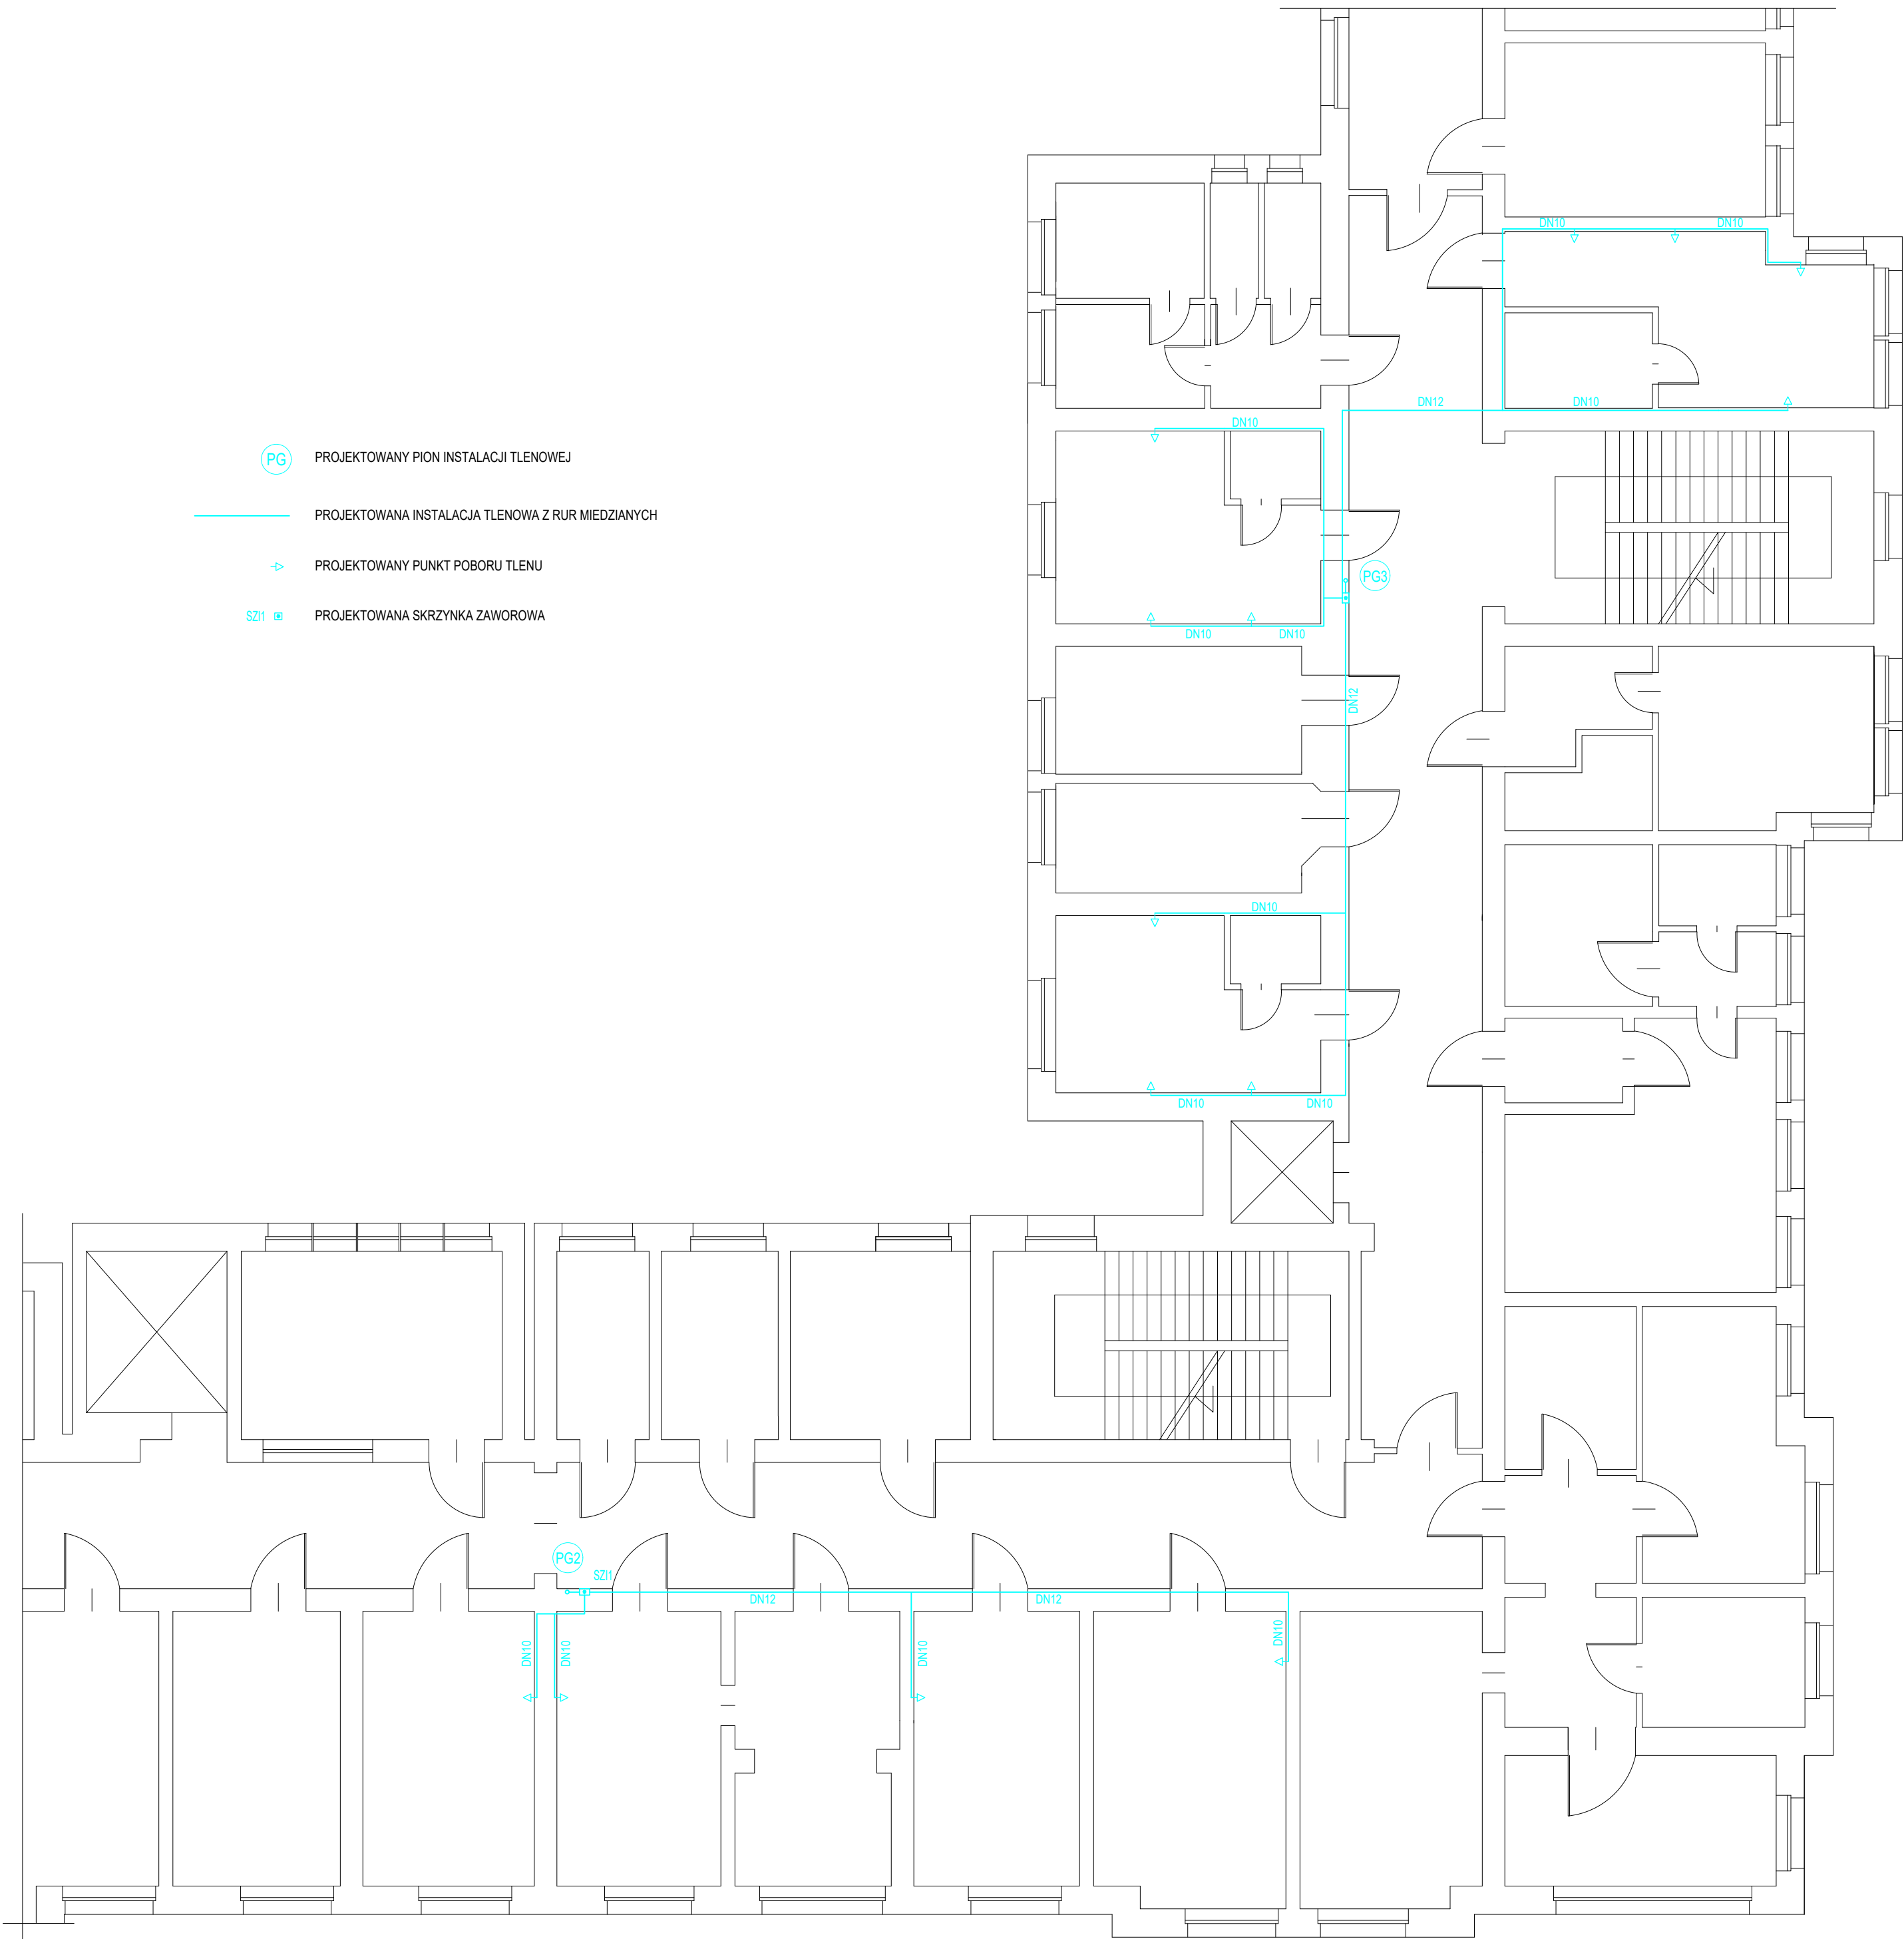 DN10
DN10
DN12
DN10
DN10
PG PROJEKTOWANY PION INSTALACJI TLENOWEJ
PROJEKTOWANA INSTALACJA TLENOWA Z RUR MIEDZIANYCH
PROJEKTOWANY PUNKT POBORU TLENU
PG3
SZI1 PROJEKTOWANA SKRZYNKA ZAWOROWA
DN10
DN10
DN12
DN10
DN10
DN10
PG2
SZI1
DN12
DN12
DN10
DN10
DN10
DN10